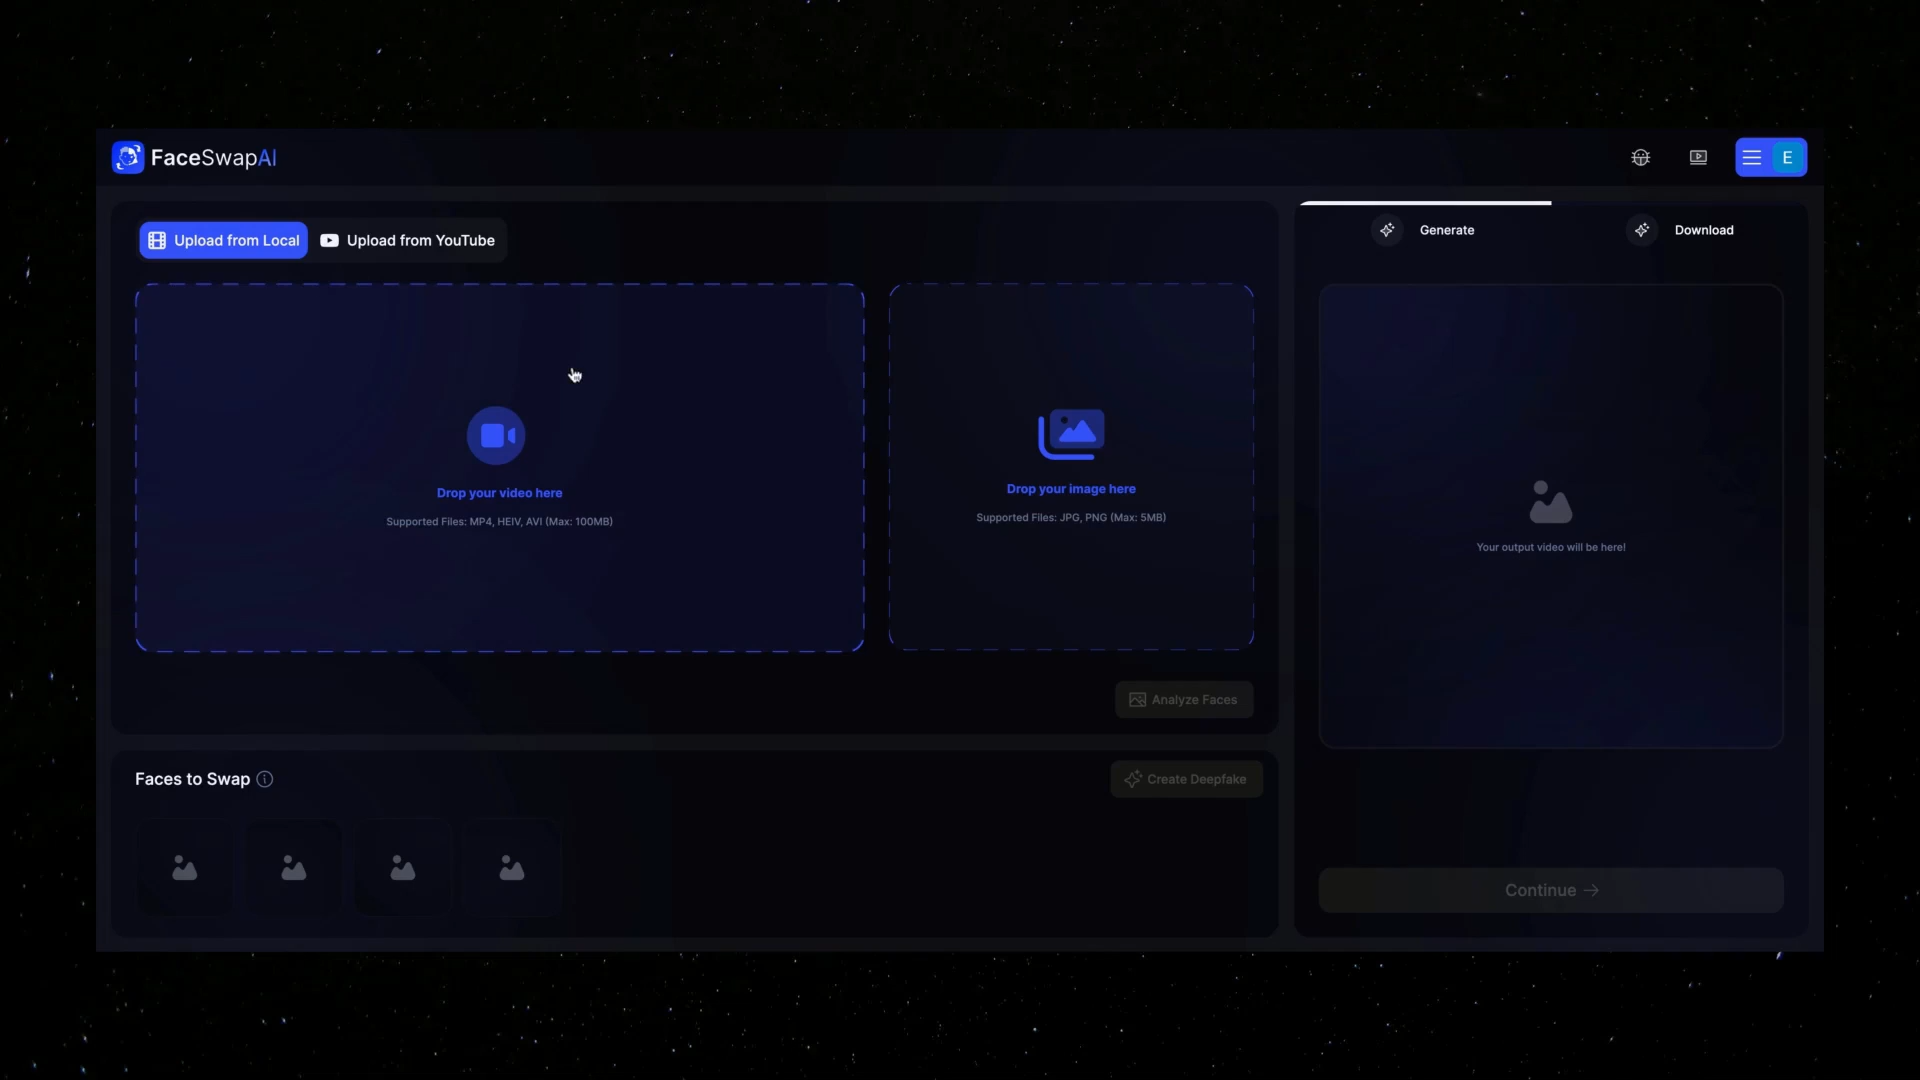 FaceSwapAI
E
Upload from Local
Upload from YouTube
Generate
Download
Drop your video here
Supported Files: MP4, HEIV, AVI (Max: 100MB)
Drop your image here
Supported Files: JPG, PNG (Max: 5MB)
Your output video will be here!
Analyze Faces
Faces to Swap
Create Deepfake
Continue